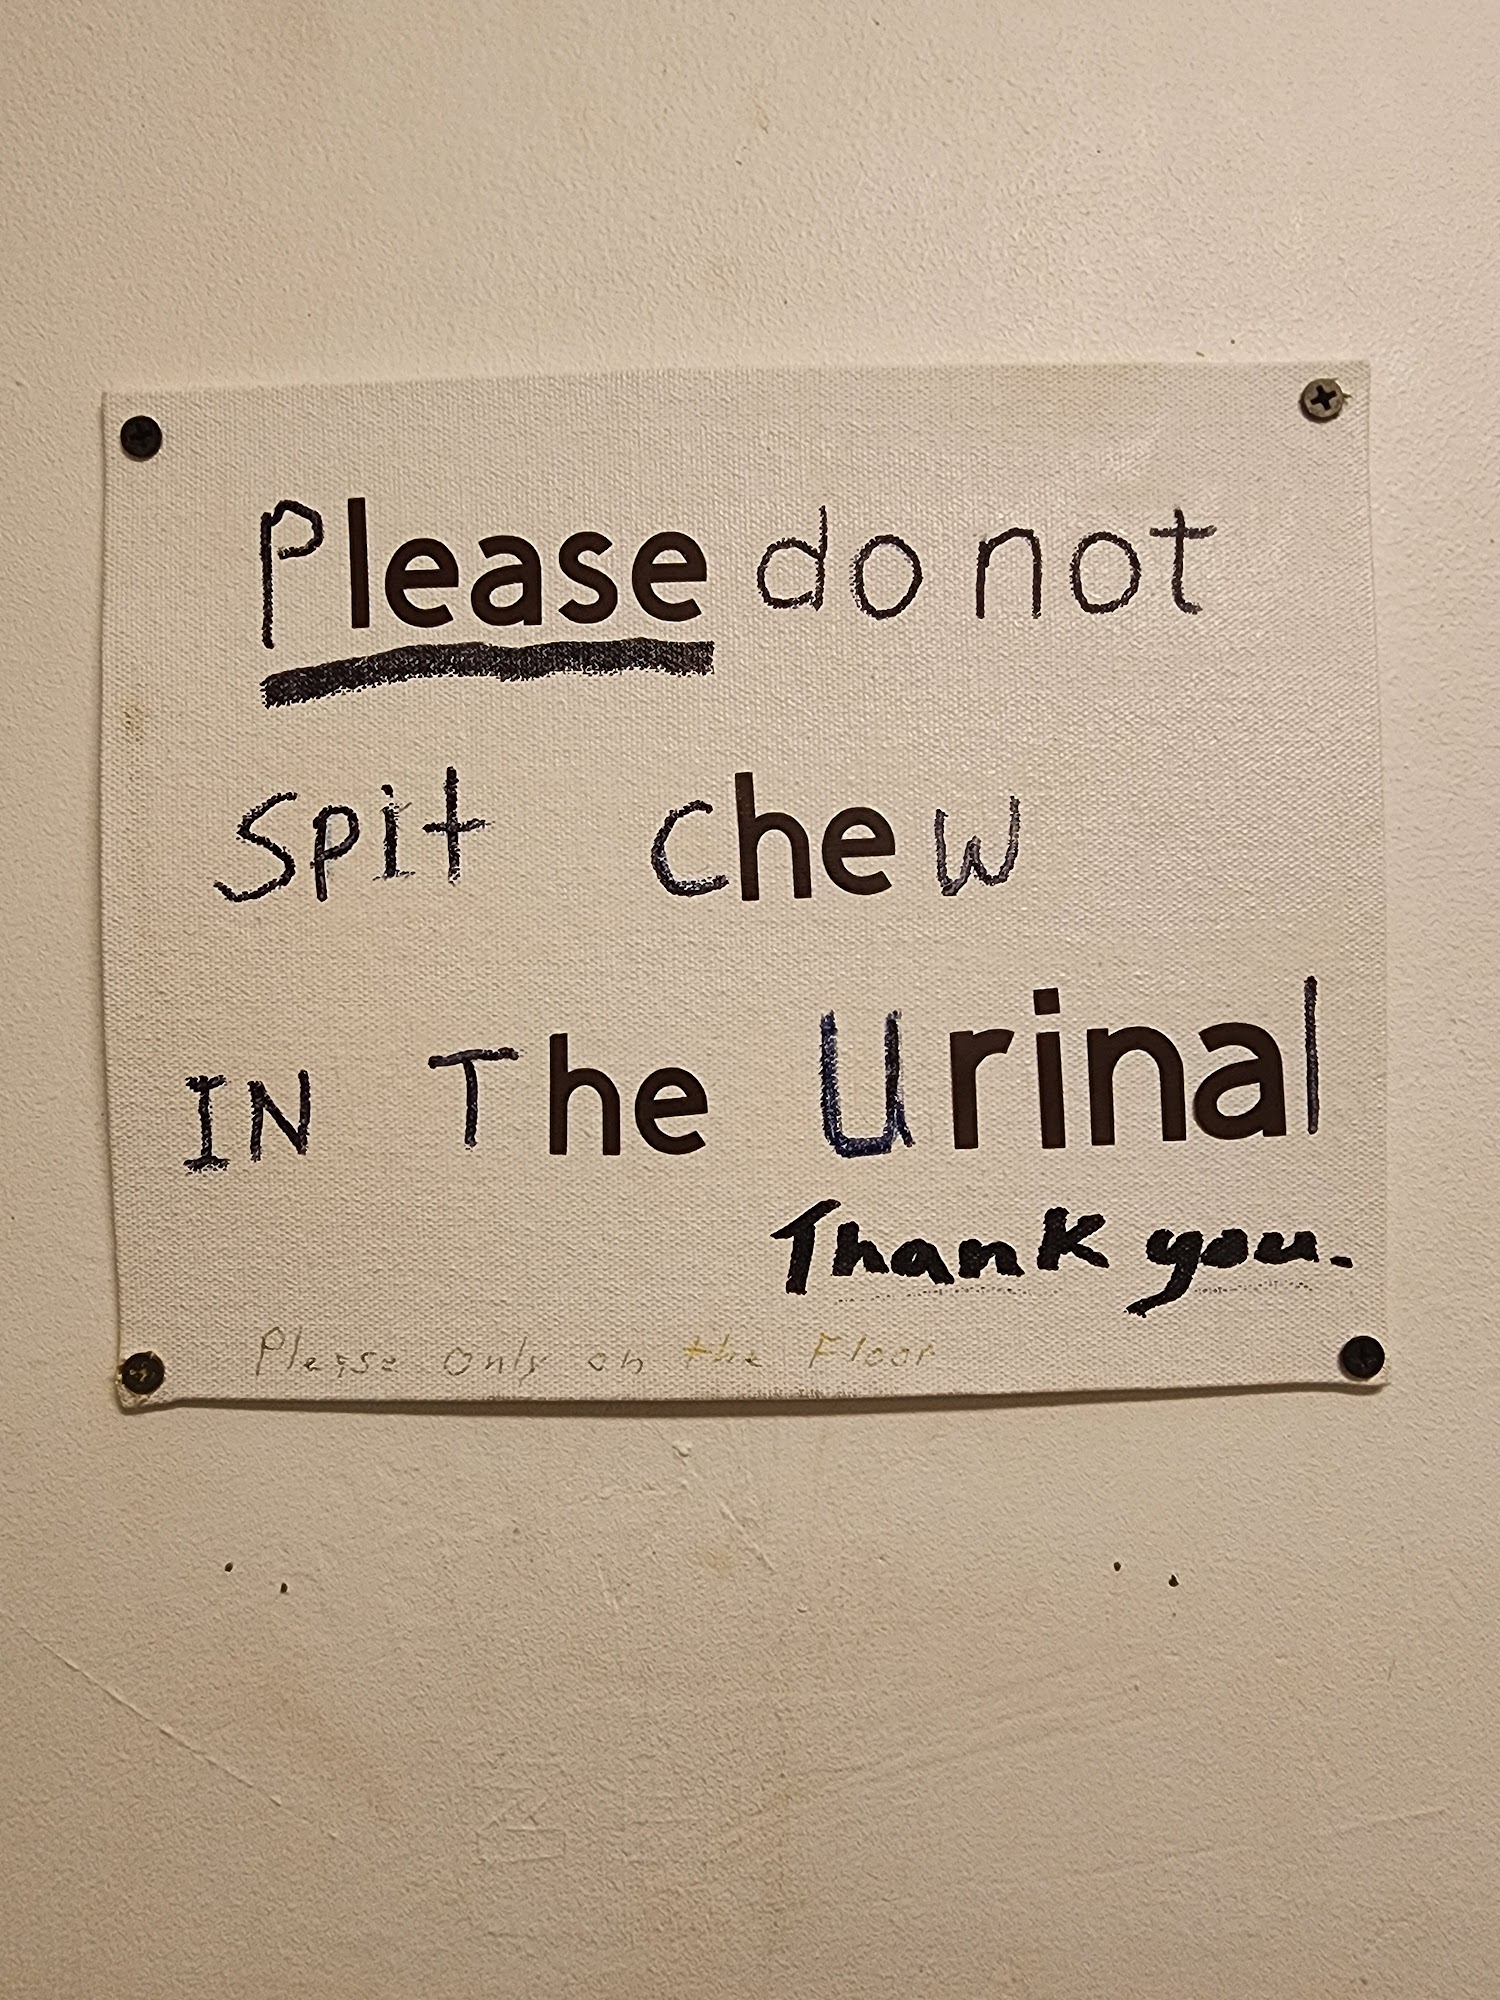 Please do not
Spit chew
IN The Urinal
Thank you.
Please only on the Floor